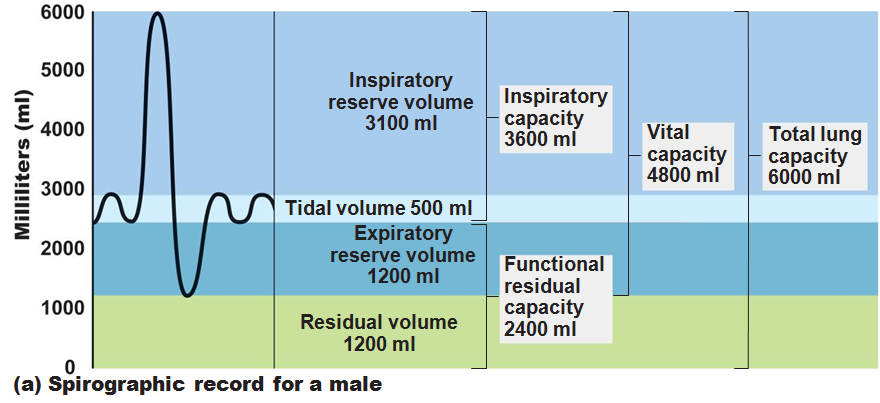 6000
5000
4000
3000
2000
1000
0
Milliliters (ml)
Inspiratory
reserve volume
3100 ml
Tidal volume 500 ml
Expiratory
reserve volume
1200 ml
Residual volume
1200 ml
Inspiratory
capacity
3600 ml
Functional
residual
capacity
2400 ml
Vital
capacity
4800 ml
Total lung
capacity
6000 ml
(a) Spirographic record for a male